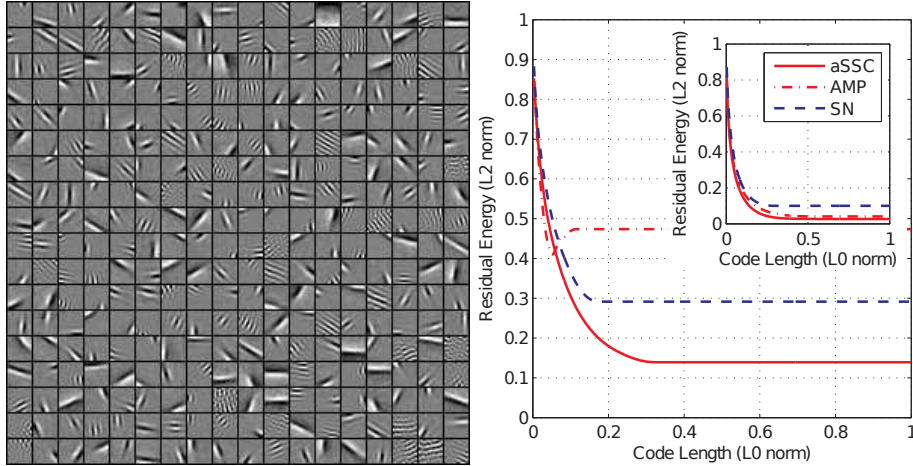 1
0.9
0.8
0.7
0.6
0.5
0.4
0.3
0.2
0.1
0
Residual Energy (L2 norm)
0 0.2 0.4 0.6 0.8 1
Code Length (L0 norm)
1
0.8
0.6
0.4
0.2
0
Residual Energy (L2 norm)
0 0.5 1
Code Length (L0 norm)
aSSC
AMP
SN